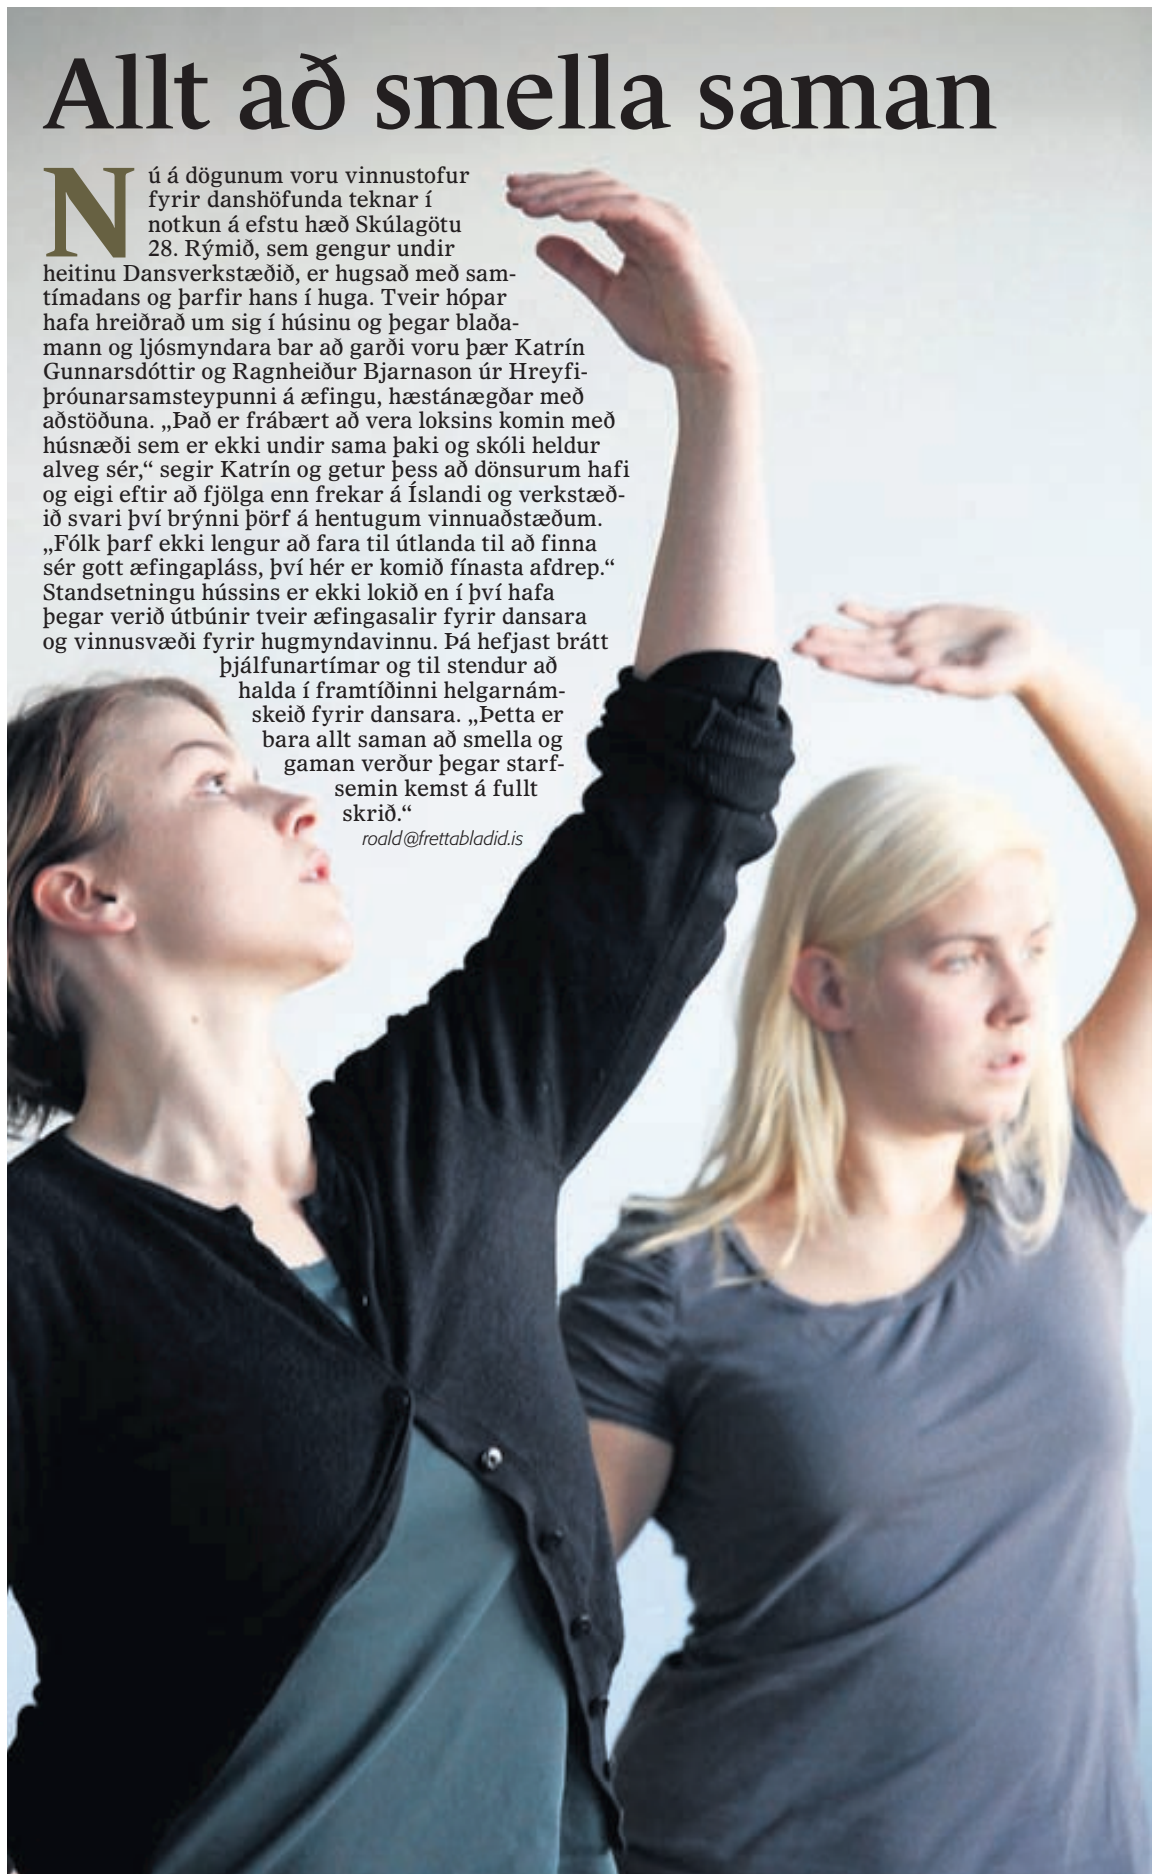 Allt að smella saman
Nú á dögunum voru vinnustofur
fyrir danshöfunda teknar í
notkun á efstu hæð Skúlagötu
28. Rýmið, sem gengur undir
heitinu Dansverkstæðið, er hugsað með sam-
tímadans og þarfir hans í huga. Tveir hópar
hafa hreiðrað um sig í húsinu og þegar blaða-
mann og ljósmyndara bar að garði voru þær Katrín
Gunnarsdóttir og Ragnheiður Bjarnason úr Hreyfi-
þróunarsamsteypunni á æfingu, hæstánægðar með
aðstöðuna. „Það er frábært að vera loksins komin með
húsnæði sem er ekki undir sama þaki og skóli heldur
alveg sér,“ segir Katrín og getur þess að dönsurum hafi
og eigi eftir að fjölga enn frekar á Íslandi og verkstæð-
ið svari því brýnni þörf á hentugum vinnuaðstæðum.
„Fólk þarf ekki lengur að fara til útlanda til að finna
sér gott æfingapláss, því hér er komið fínasta afdrep.“
Standsetningu hússins er ekki lokið en í því hafa
þegar verið útbúnir tveir æfingasalir fyrir dansara
og vinnusvæði fyrir hugmyndavinnu. Þá hefjast brátt
þjálfunartímar og til stendur að
halda í framtíðinni helgarnám-
skeið fyrir dansara. „Þetta er
bara allt saman að smella og
gaman verður þegar starf-
semin kemst á fullt
skrið.“
roald@frettabladid.is